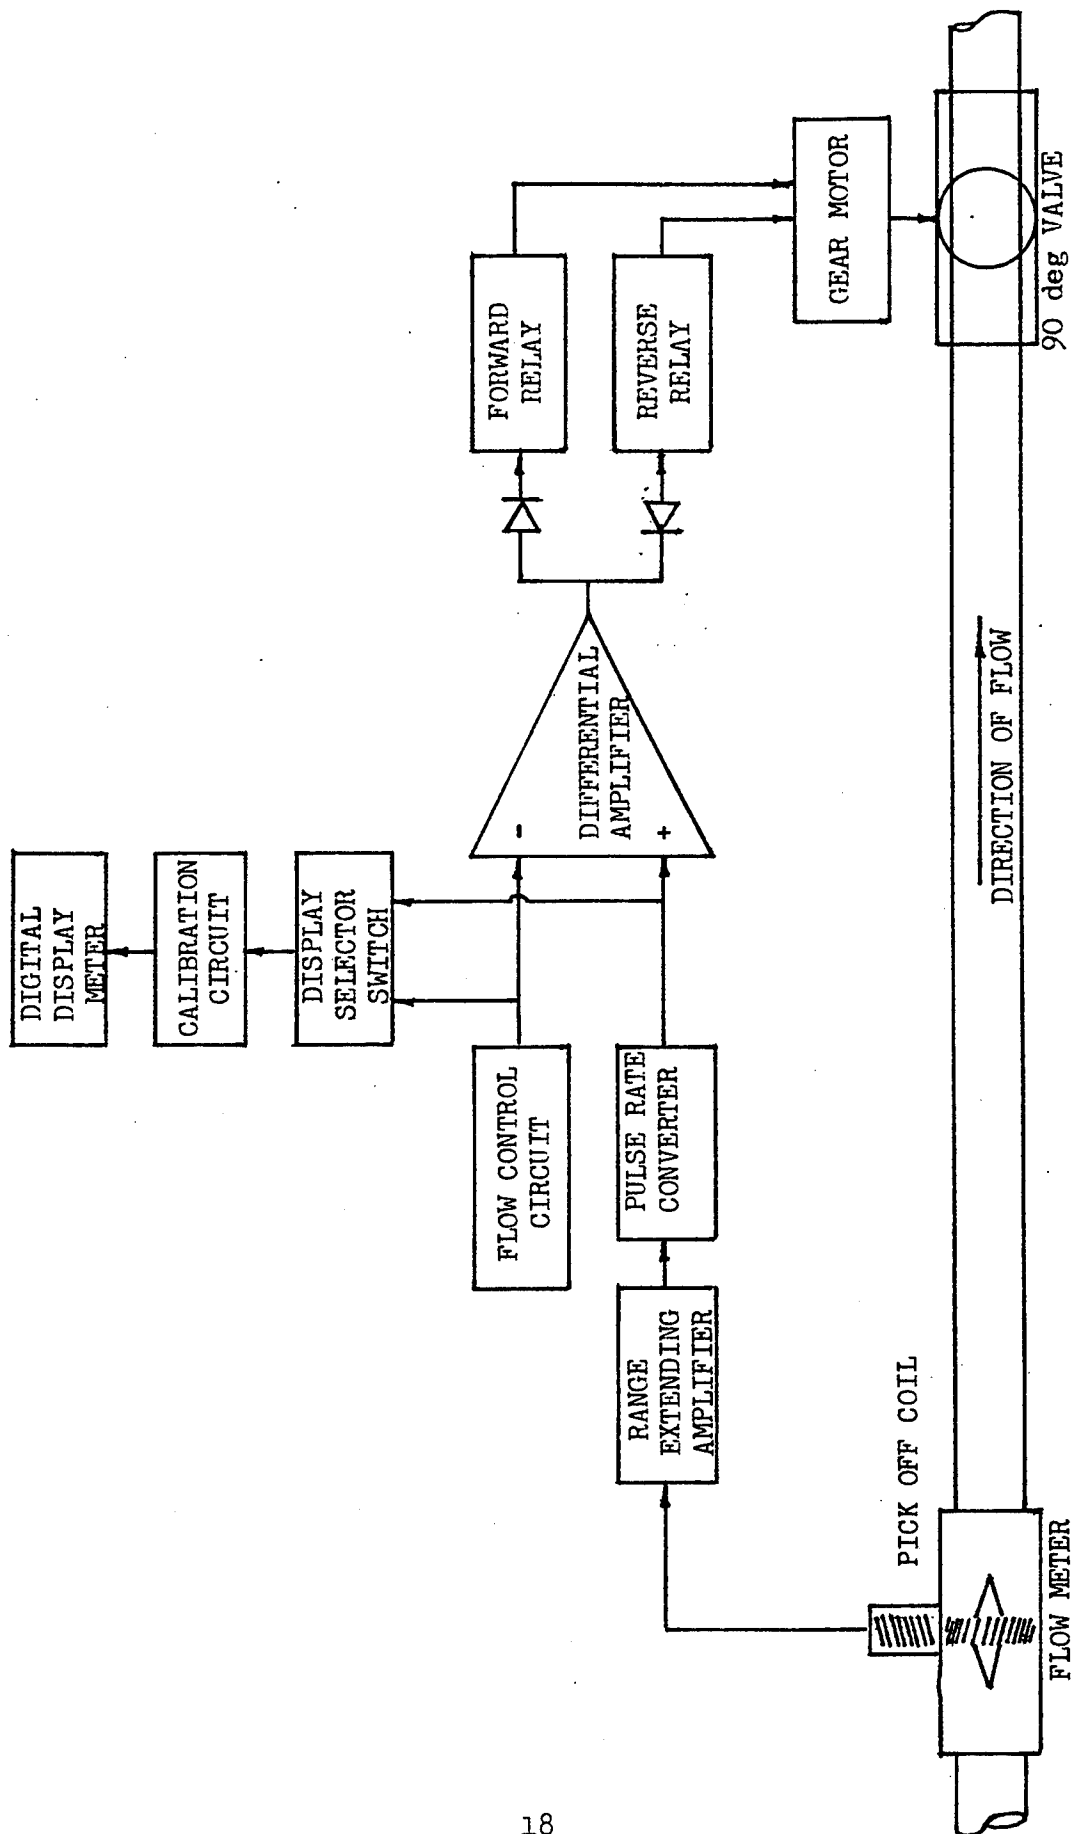 DIGITAL
DISPLAY
METER
CALIBRATION
CIRCUIT
DISPLAY
SELECTOR
SWITCH
FLOW CONTROL
CIRCUIT
-
+
DIFFERENTIAL
AMPLIFIER
FORWARD
RELAY
REVERSE
RELAY
RANGE
EXTENDING
AMPLIFIER
PULSE RATE
CONVERTER
GEAR MOTOR
PICK OFF COIL
FLOW METER
DIRECTION OF FLOW
90 deg VALVE
18